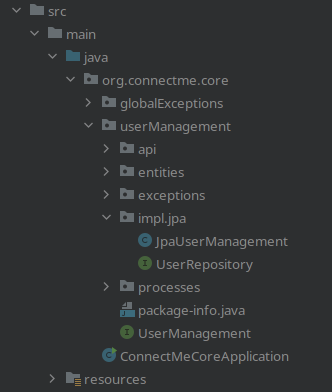 src
main
java
org.connectme.core
globalExceptions
userManagement
api
entities
exceptions
impl.jpa
JpaUserManagement
UserRepository
processes
package-info.java
UserManagement
ConnectMeCoreApplication
resources